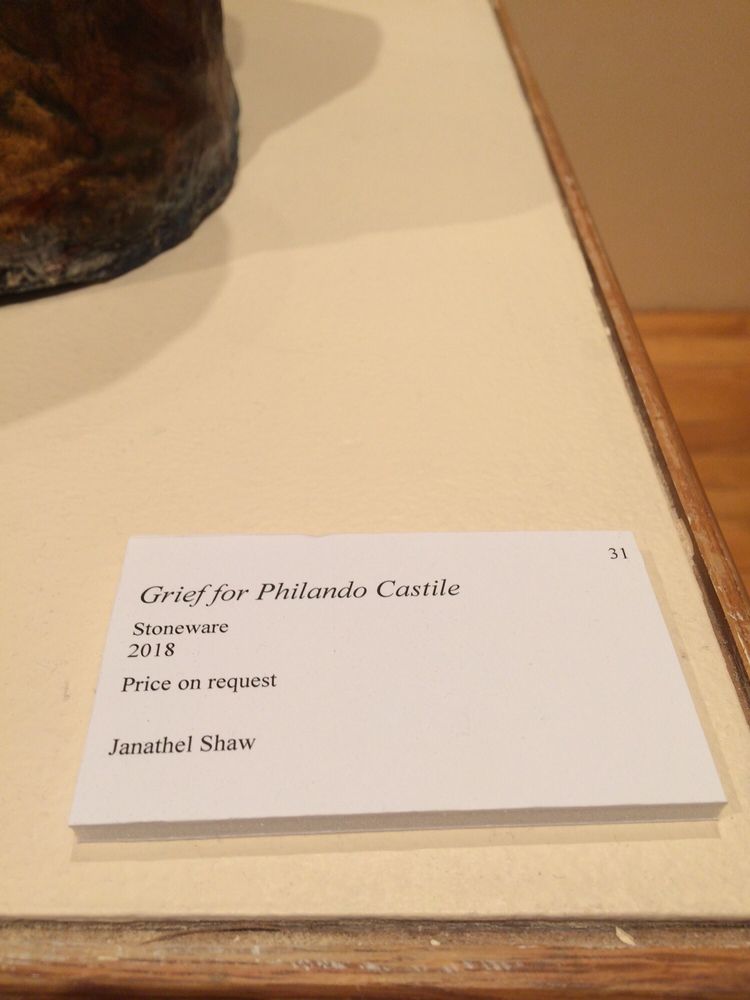 31
Grief for Philando Castile
Stoneware
2018
Price on request
Janathel Shaw